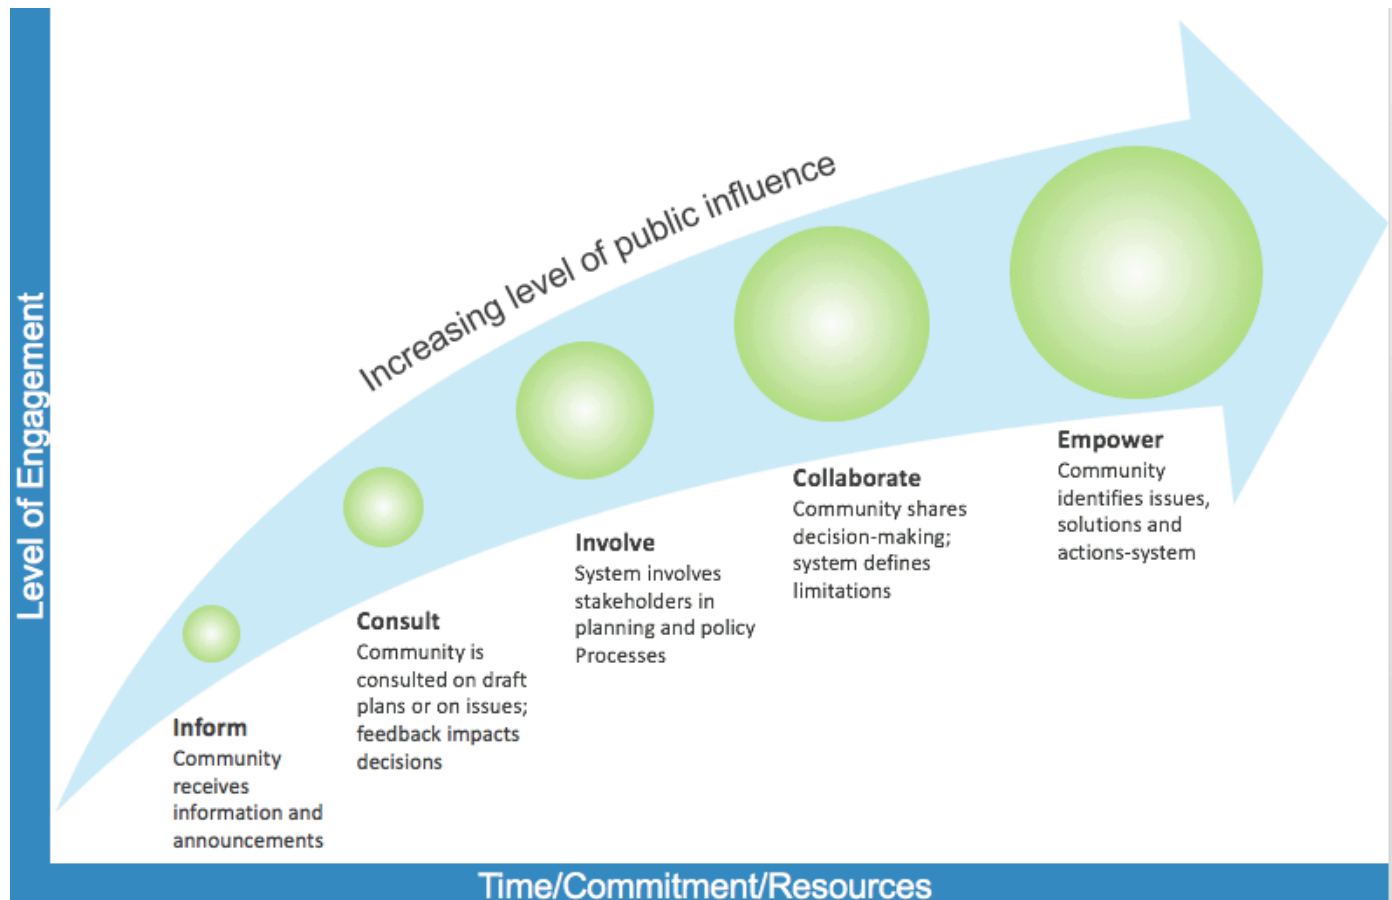 Level of Engagement
Increasing level of public influence
Inform
Community
receives
information and
announcements
Consult
Community is
consulted on draft
plans or on issues;
feedback impacts
decisions
Involve
System involves
stakeholders in
planning and policy
Processes
Collaborate
Community shares
decision-making;
system defines
limitations
Empower
Community
identifies issues,
solutions and
actions-system
Time/Commitment/Resources